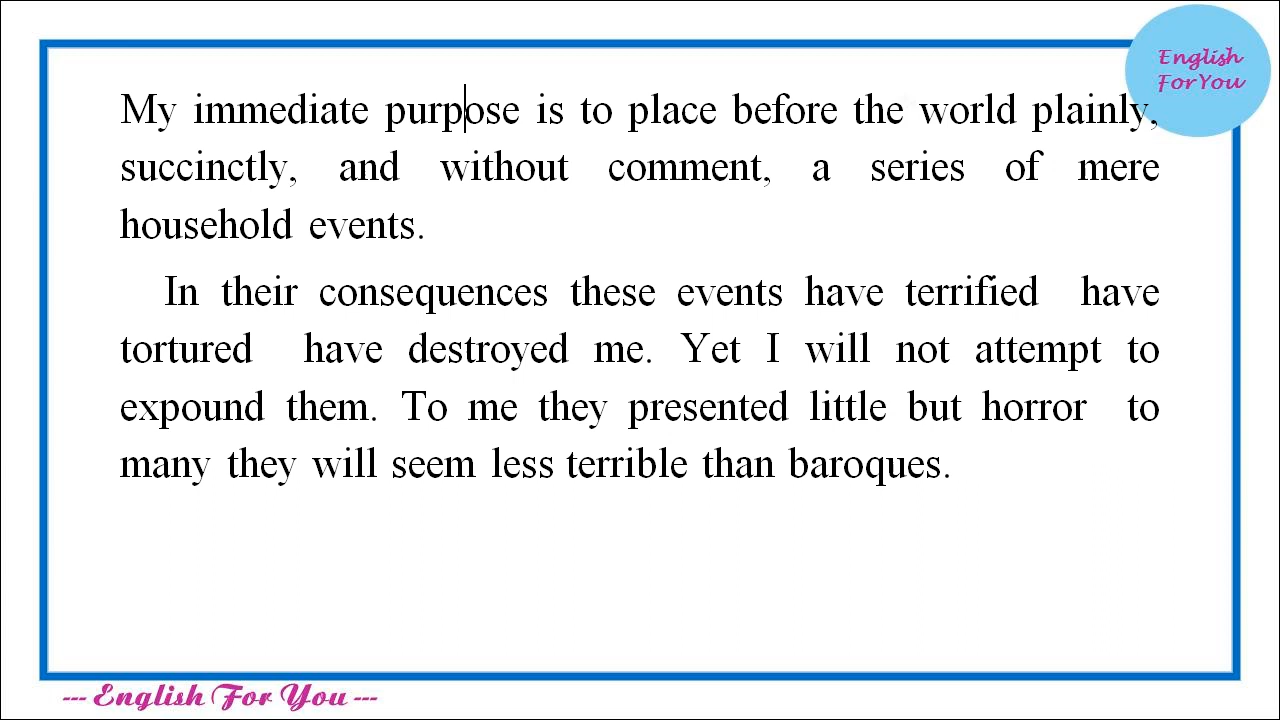 English
ForYou
My immediate purpose is to place before the world plainly,
succinctly, and without comment, a series of mere
household events.
In their consequences these events have terrified have
tortured have destroyed me. Yet I will not attempt to
expound them. To me they presented little but horror to
many they will seem less terrible than baroques.
--- English For You ---